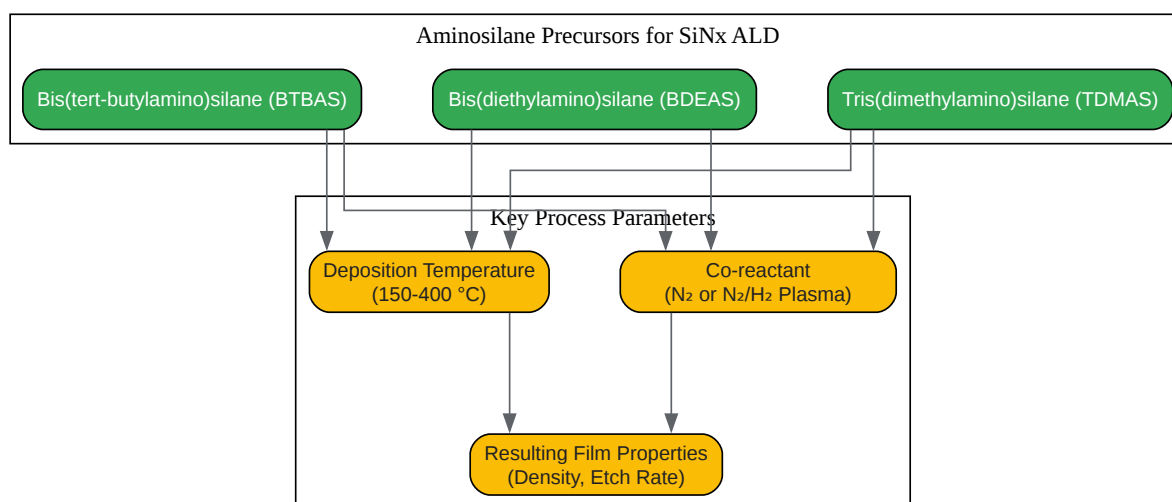 Aminosilane Precursors for SiNx ALD
Bis(tert-butylamino)silane (BTBAS)
Bis(diethylamino)silane (BDEAS)
Tris(dimethylamino)silane (TDMAS)
Key Process Parameters
Deposition Temperature
(150-400 °C)
Co-reactant
(N₂ or N₂/H₂ Plasma)
Resulting Film Properties
(Density, Etch Rate)